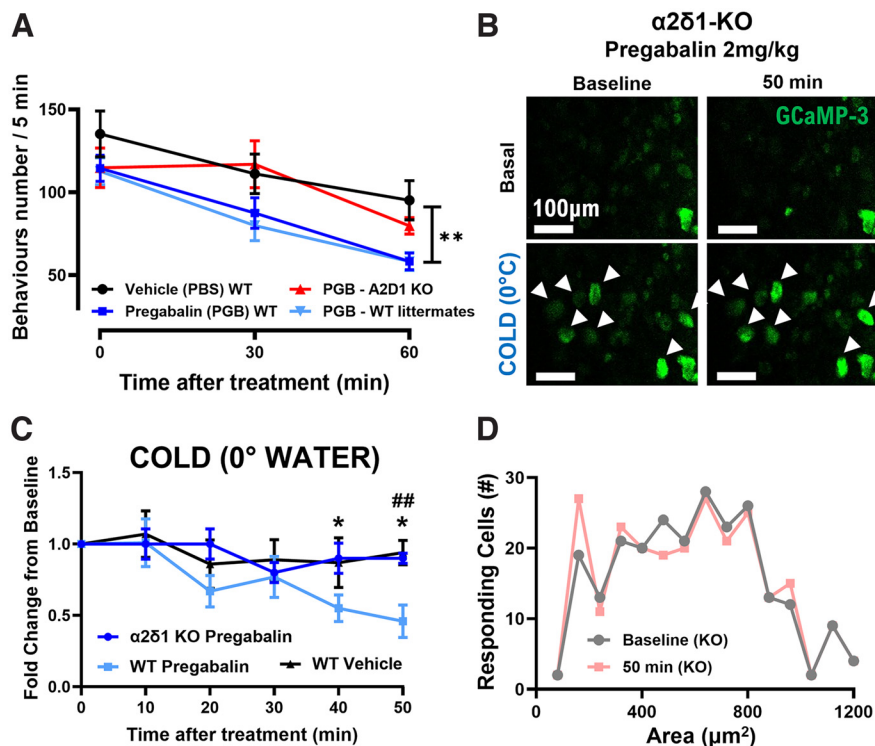 A
Behaviours number / 5 min
150
100
50
Vehicle (PBS) WT
PGB - A2D1 KO
Pregabalin (PGB) WT
PGB - WT littermates
**
0
30
60
Time after treatment (min)
B
α2δ1-KO
Pregabalin 2mg/kg
Baseline
50 min
Basal
GCaMP-3
100μm
COLD (0°C)
C
COLD (0° WATER)
Fold Change from Baseline
1.5
1.0
0.5
0.0
##
*
*
α2δ1 KO Pregabalin
WT Pregabalin
WT Vehicle
0
10
20
30
40
50
Time after treatment (min)
D
Responding Cells (#)
30
20
10
0
Baseline (KO)
50 min (KO)
0
400
800
1200
Area (μm²)